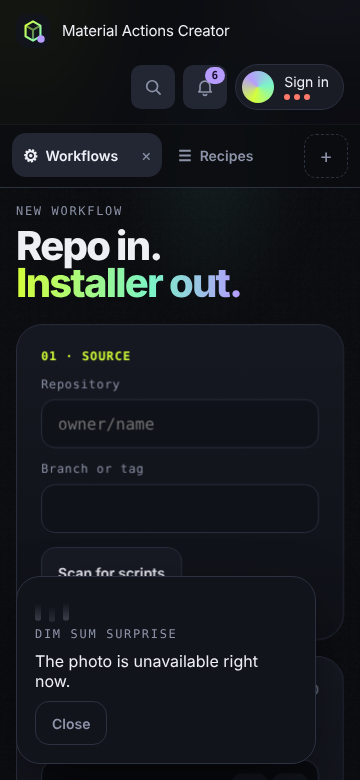 Material Actions Creator
6
Sign in
Workflows ×
Recipes
+
NEW WORKFLOW
Repo in.
Installer out.
01 · SOURCE
Repository
owner/name
Branch or tag
Scan for scripts
DIM SUM SURPRISE
The photo is unavailable right
now.
Close